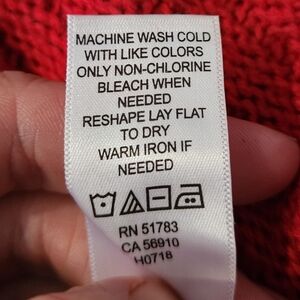 MACHINE WASH COLD
WITH LIKE COLORS
ONLY NON-CHLORINE
BLEACH WHEN
NEEDED
RESHAPE LAY FLAT
TO DRY
WARM IRON IF
NEEDED
RN 51783
CA 56910
H0718